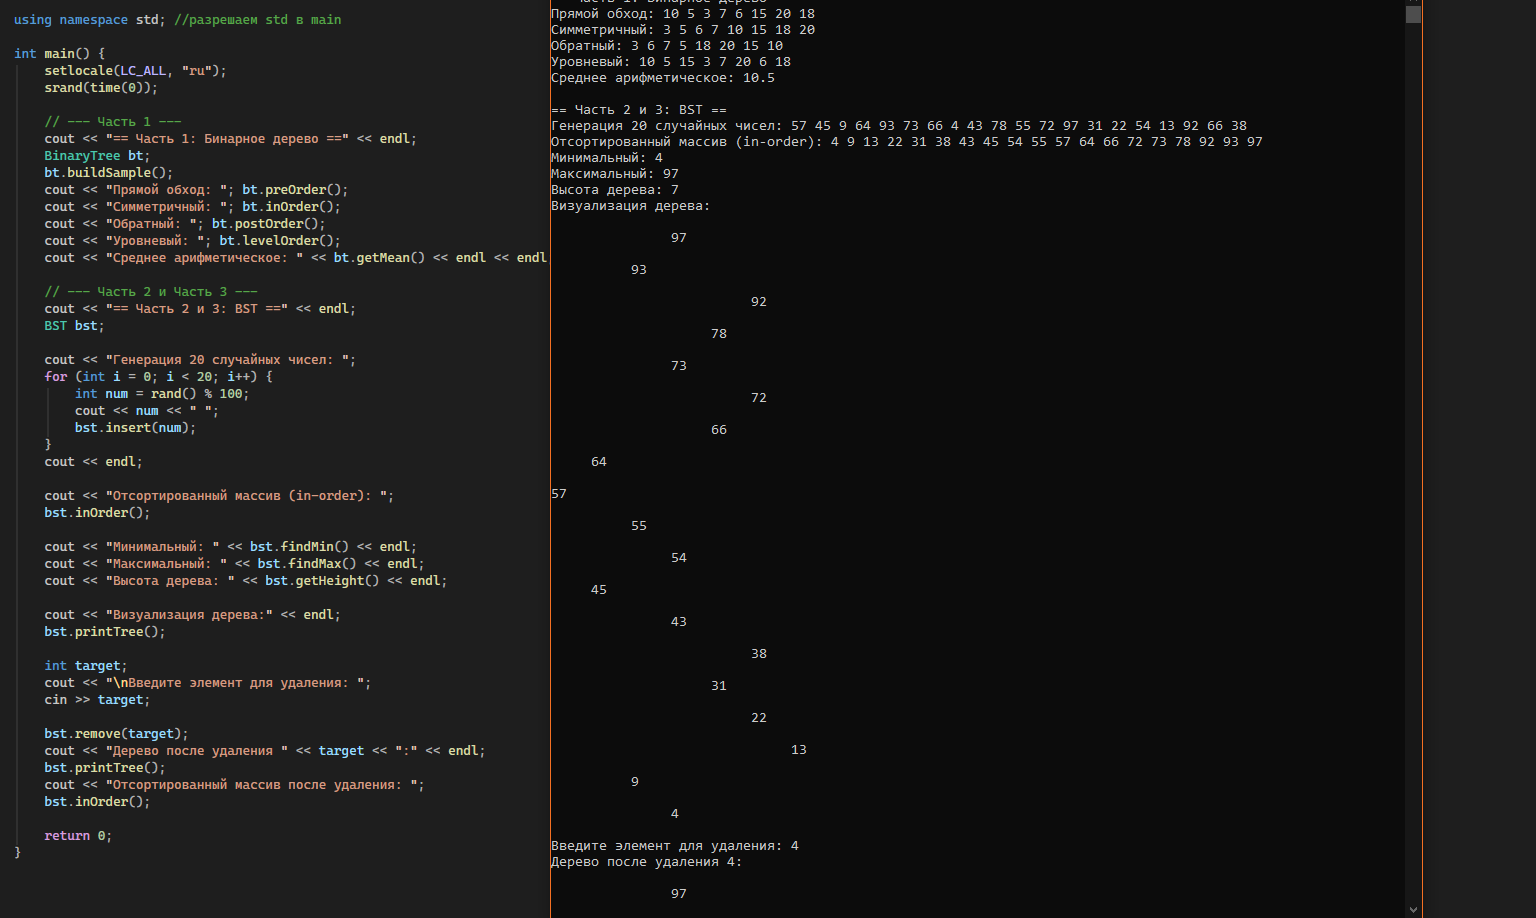 using namespace std; //разрешаем std в main
int main() {
setlocale(LC_ALL, "ru");
srand(time(0));
// --- Часть 1 ---
cout << "== Часть 1: Бинарное дерево ==" << endl;
BinaryTree bt;
bt.buildSample();
cout << "Прямой обход: "; bt.preOrder();
cout << "Симметричный: "; bt.inOrder();
cout << "Обратный: "; bt.postOrder();
cout << "Уровневый: "; bt.levelOrder();
cout << "Среднее арифметическое: " << bt.getMean() << endl << endl
// --- Часть 2 и Часть 3 ---
cout << "== Часть 2 и 3: BST ==" << endl;
BST bst;
cout << "Генерация 20 случайных чисел: ";
for (int i = 0; i < 20; i++) {
int num = rand() % 100;
cout << num << " ";
bst.insert(num);
}
cout << endl;
cout << "Отсортированный массив (in-order): ";
bst.inOrder();
cout << "Минимальный: " << bst.findMin() << endl;
cout << "Максимальный: " << bst.findMax() << endl;
cout << "Высота дерева: " << bst.getHeight() << endl;
cout << "Визуализация дерева:" << endl;
bst.printTree();
int target;
cout << "\nВведите элемент для удаления: ";
cin >> target;
bst.remove(target);
cout << "Дерево после удаления " << target << ":" << endl;
bst.printTree();
cout << "Отсортированный массив после удаления: ";
bst.inOrder();
return 0;
}
Прямой обход: 10 5 3 7 6 15 20 18
Симметричный: 3 5 6 7 10 15 18 20
Обратный: 3 6 7 5 18 20 15 10
Уровневый: 10 5 15 3 7 20 6 18
Среднее арифметическое: 10.5
== Часть 2 и 3: BST ==
Генерация 20 случайных чисел: 57 45 9 64 93 73 66 4 43 78 55 72 97 31 22 54 13 92 66 38
Отсортированный массив (in-order): 4 9 13 22 31 38 43 45 54 55 57 64 66 72 73 78 92 93 97
Минимальный: 4
Максимальный: 97
Высота дерева: 7
Визуализация дерева:
97
93
92
78
73
72
66
64
57
55
54
45
43
38
31
22
13
9
4
Введите элемент для удаления: 4
Дерево после удаления 4:
97